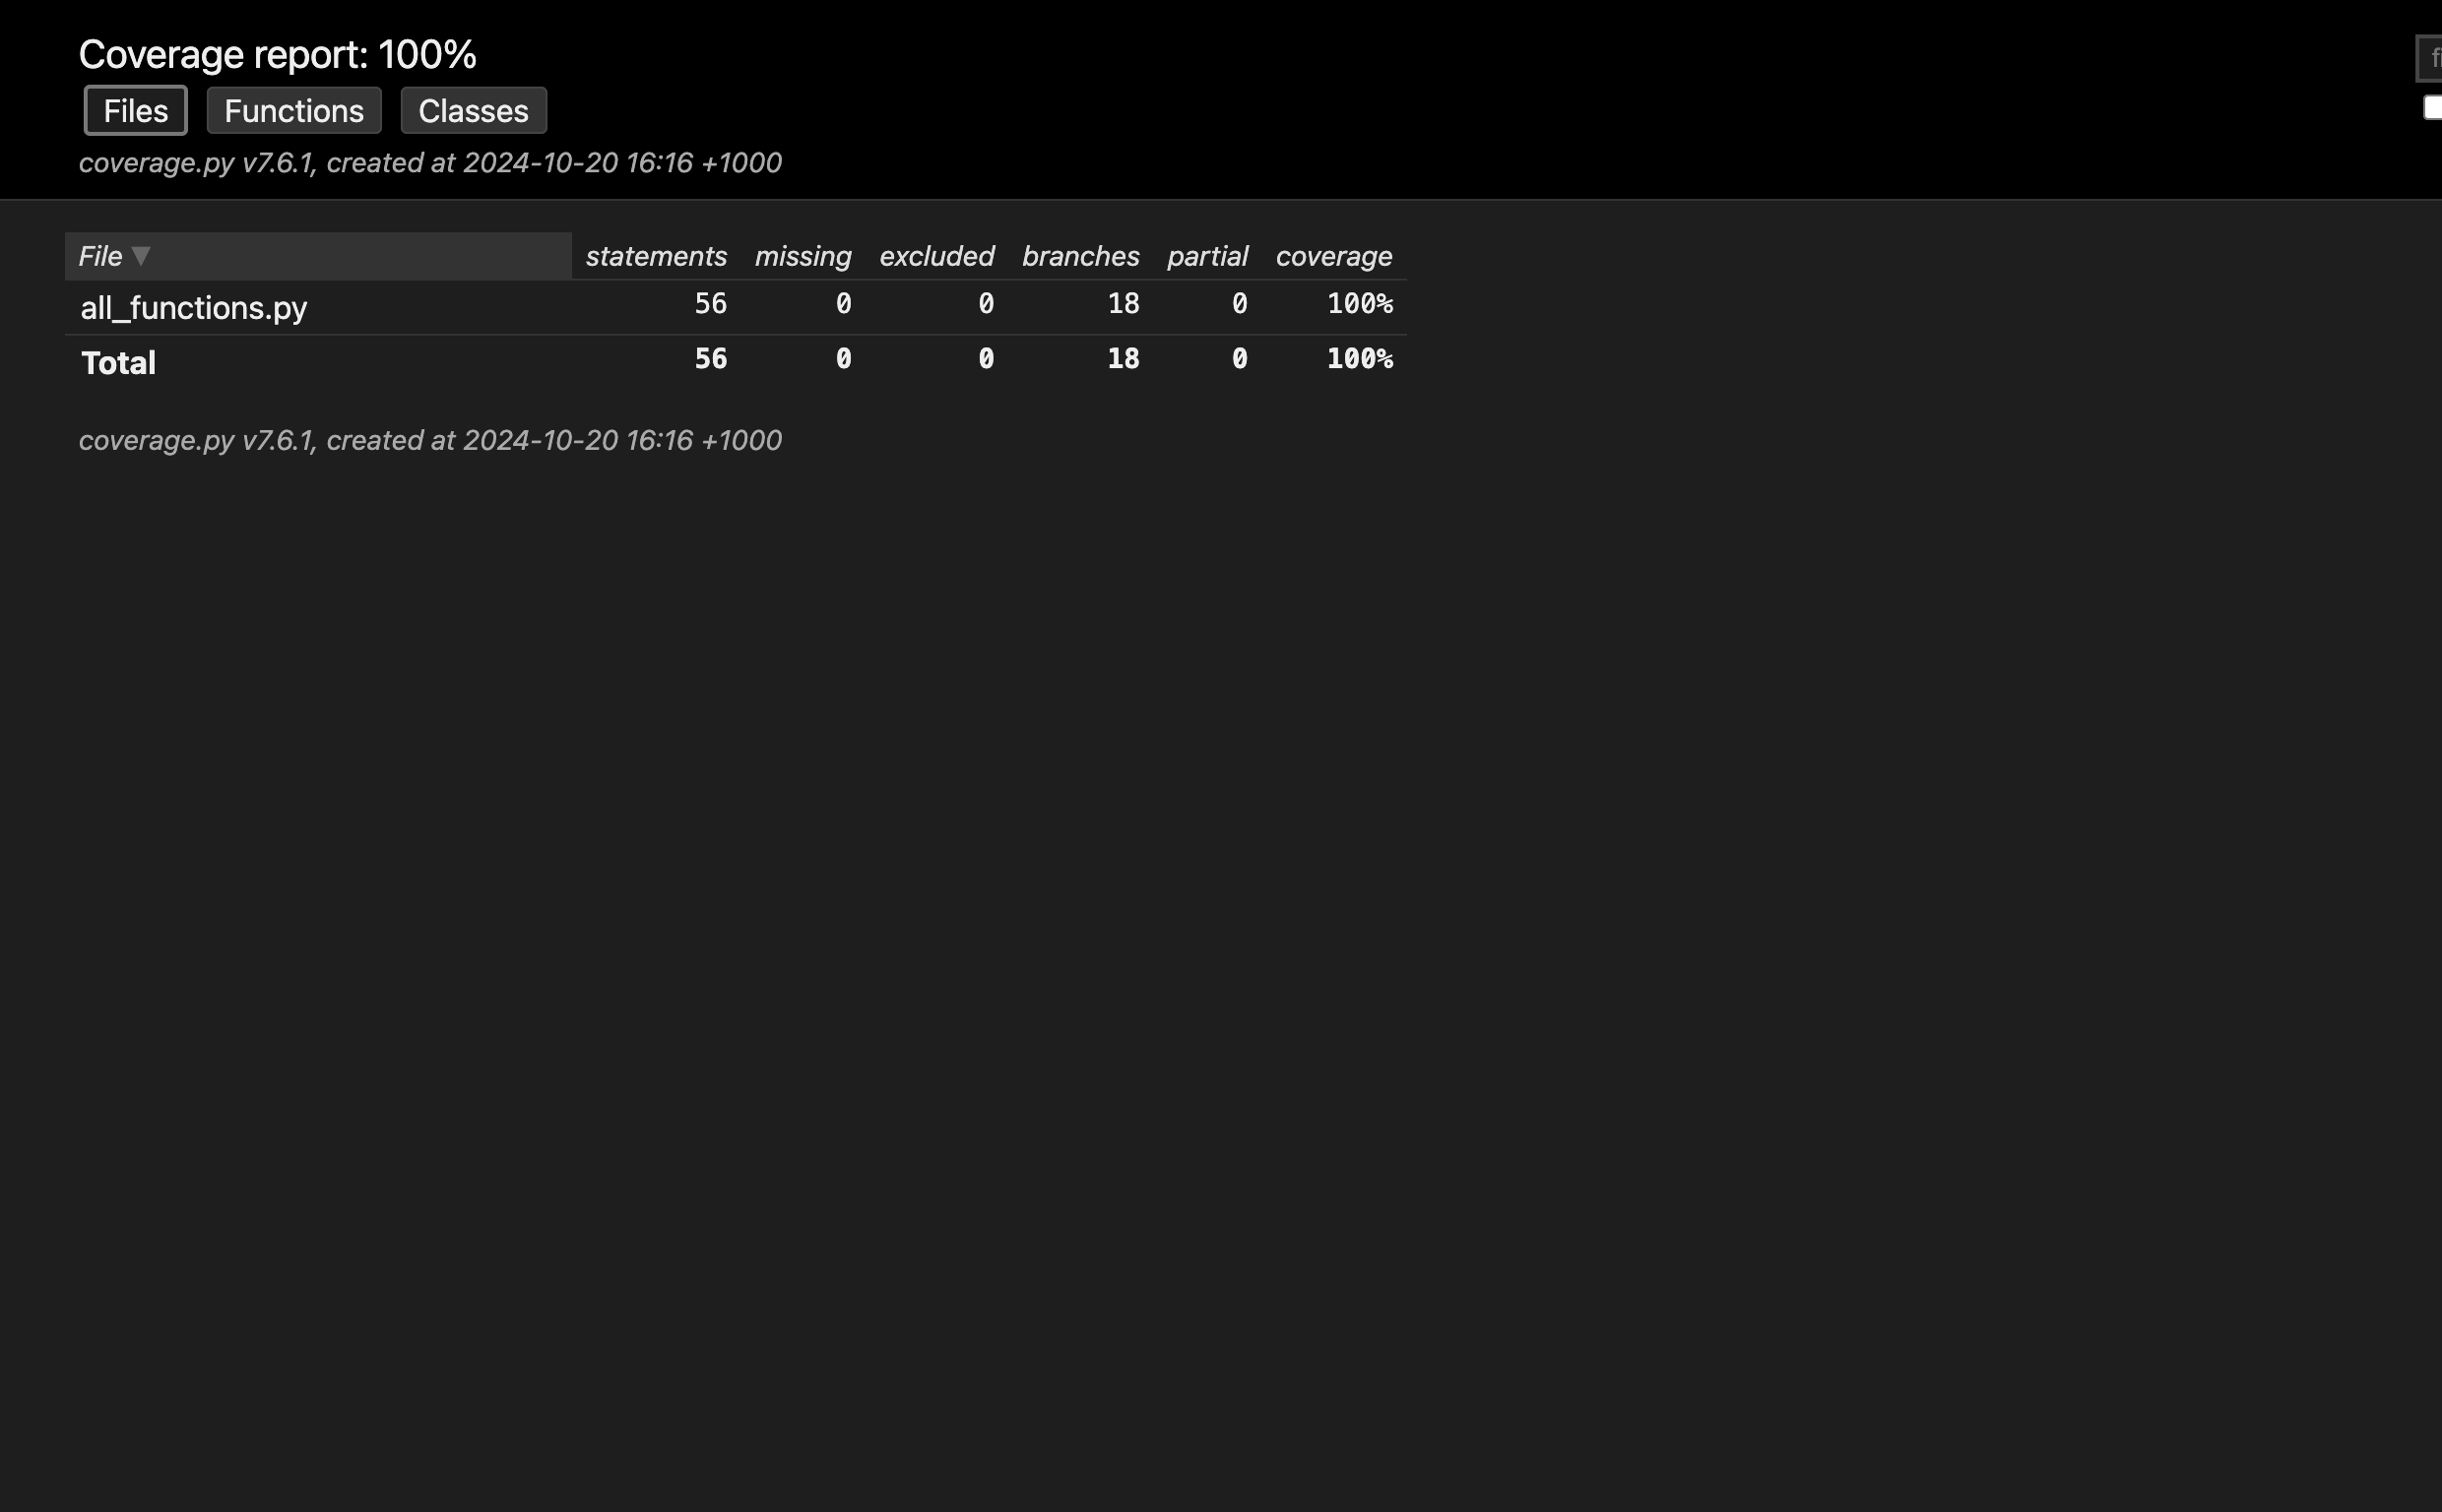 Coverage report: 100%
Files Functions Classes
coverage.py v7.6.1, created at 2024-10-20 16:16 +1000
File ▼ statements missing excluded branches partial coverage
all_functions.py 56 0 0 18 0 100%
Total 56 0 0 18 0 100%
coverage.py v7.6.1, created at 2024-10-20 16:16 +1000